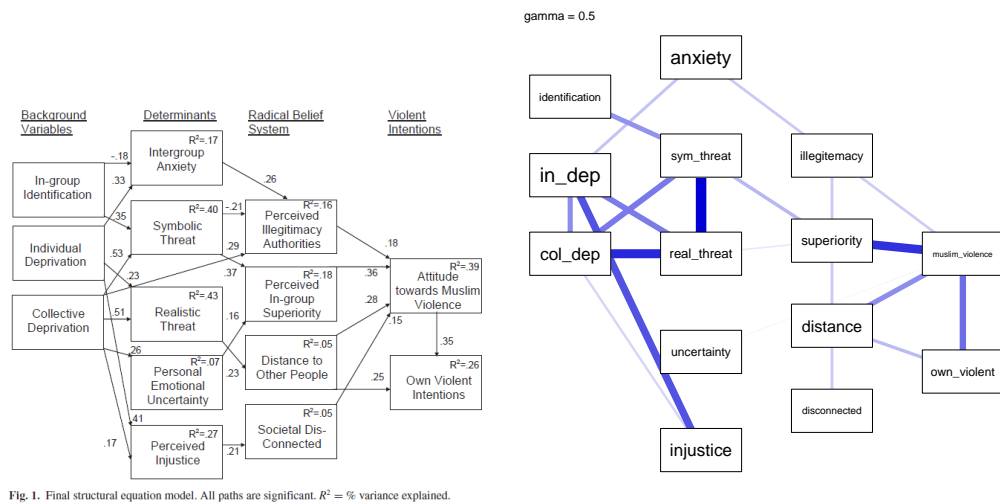 gamma = 0.5
Background
Variables
Determinants
Radical Belief
System
Violent
Intentions
In-group
Identification
Individual
Deprivation
Collective
Deprivation
R²=.17
Intergroup
Anxiety
R²=.40
Symbolic
Threat
R²=.43
Realistic
Threat
R²=.07
Personal
Emotional
Uncertainty
R²=.27
Perceived
Injustice
R²=.16
Perceived
Illegitimacy
Authorities
R²=.18
Perceived
In-group
Superiority
R²=.05
Distance to
Other People
R²=.05
Societal Dis-
Connected
R²=.39
Attitude
towards Muslim
Violence
R²=.26
Own Violent
Intentions
-.18
.33
.35
.53
.23
.51
.26
.41
.17
.26
-.21
.29
.37
.16
.23
.21
.18
.36
.28
.15
.35
.25
Fig. 1. Final structural equation model. All paths are significant. R² = % variance explained.
anxiety
identification
in_dep
sym_threat
illegitemacy
col_dep
real_threat
superiority
muslim_violence
uncertainty
distance
own_violent
disconnected
injustice